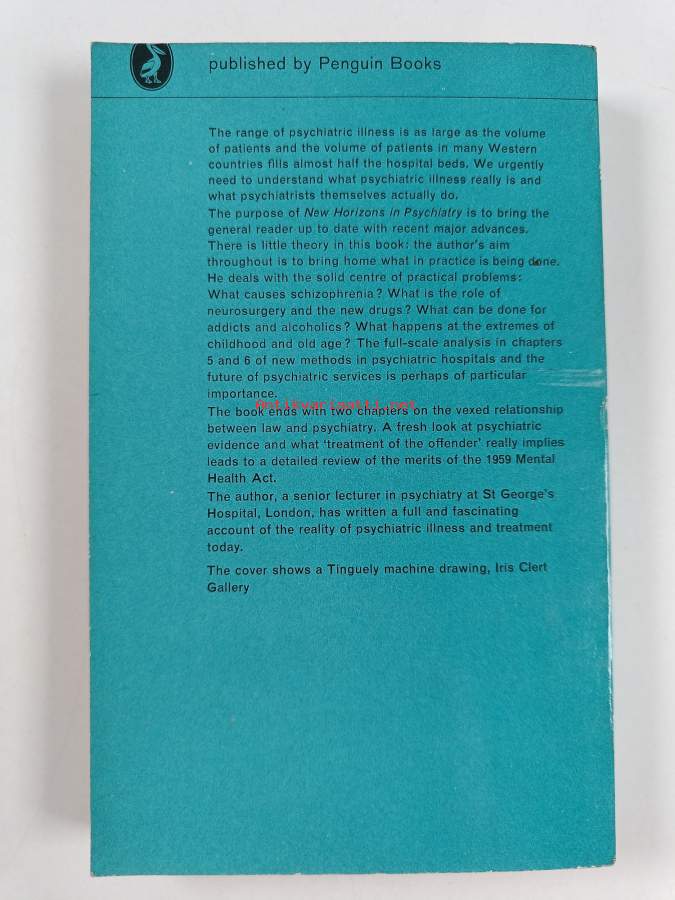 published by Penguin Books
The range of psychiatric illness is as large as the volume
of patients and the volume of patients in many Western
countries fills almost half the hospital beds. We urgently
need to understand what psychiatric illness really is and
what psychiatrists themselves actually do.
The purpose of New Horizons in Psychiatry is to bring the
general reader up to date with recent major advances.
There is little theory in this book: the author's aim
throughout is to bring home what in practice is being done.
He deals with the solid centre of practical problems:
What causes schizophrenia? What is the role of
neurosurgery and the new drugs? What can be done for
addicts and alcoholics? What happens at the extremes of
childhood and old age? The full-scale analysis in chapters
5 and 6 of new methods in psychiatric hospitals and the
future of psychiatric services is perhaps of particular
importance.
Antikvariaatti.net
The book ends with two chapters on the vexed relationship
between law and psychiatry. A fresh look at psychiatric
evidence and what 'treatment of the offender' really implies
leads to a detailed review of the merits of the 1959 Mental
Health Act.
The author, a senior lecturer in psychiatry at St George's
Hospital, London, has written a full and fascinating
account of the reality of psychiatric illness and treatment
today.
The cover shows a Tinguely machine drawing, Iris Clert
Gallery